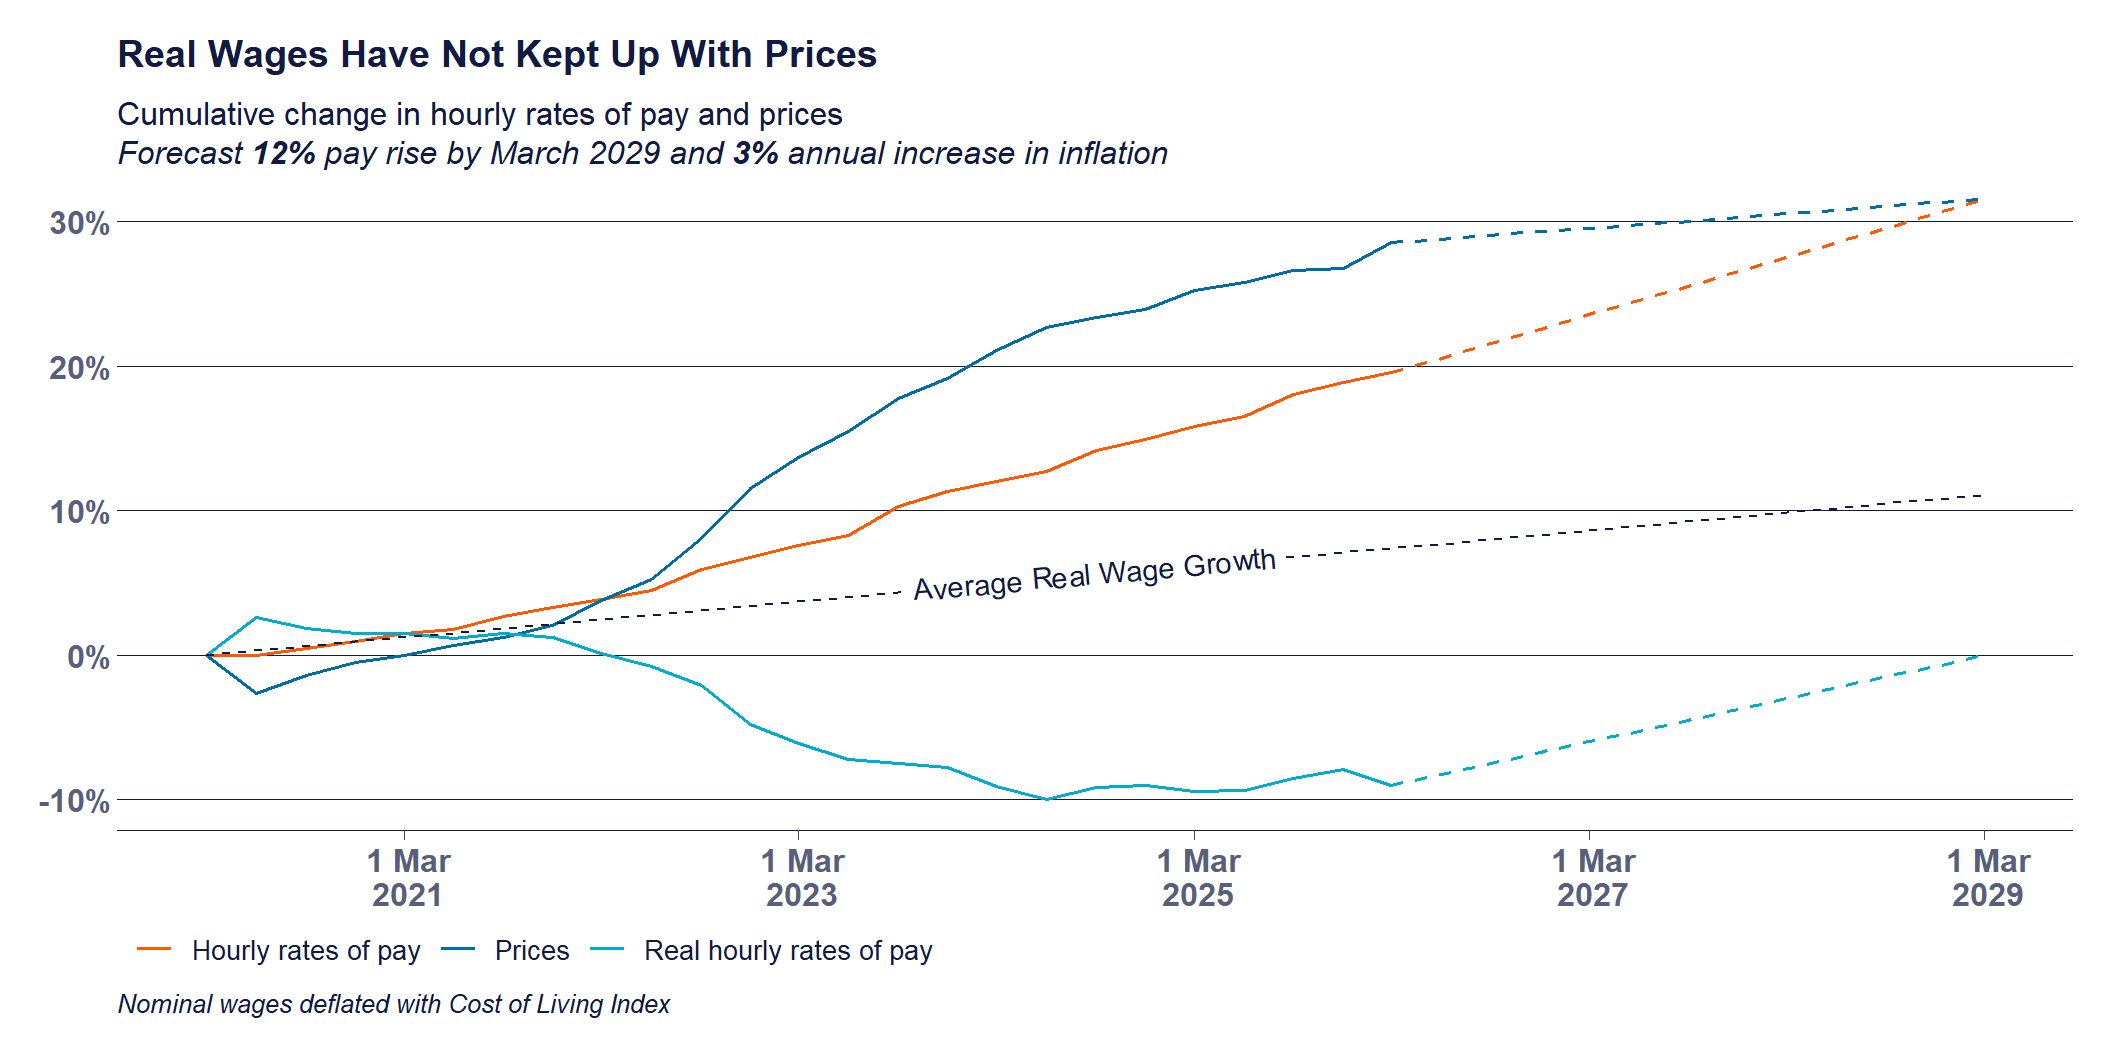 Real Wages Have Not Kept Up With Prices
Cumulative change in hourly rates of pay and prices
Forecast 12% pay rise by March 2029 and 3% annual increase in inflation
30%
20%
10%
0%
-10%
Average Real Wage Growth
1 Mar
2021
1 Mar
2023
1 Mar
2025
1 Mar
2027
1 Mar
2029
Hourly rates of pay
Prices
Real hourly rates of pay
Nominal wages deflated with Cost of Living Index